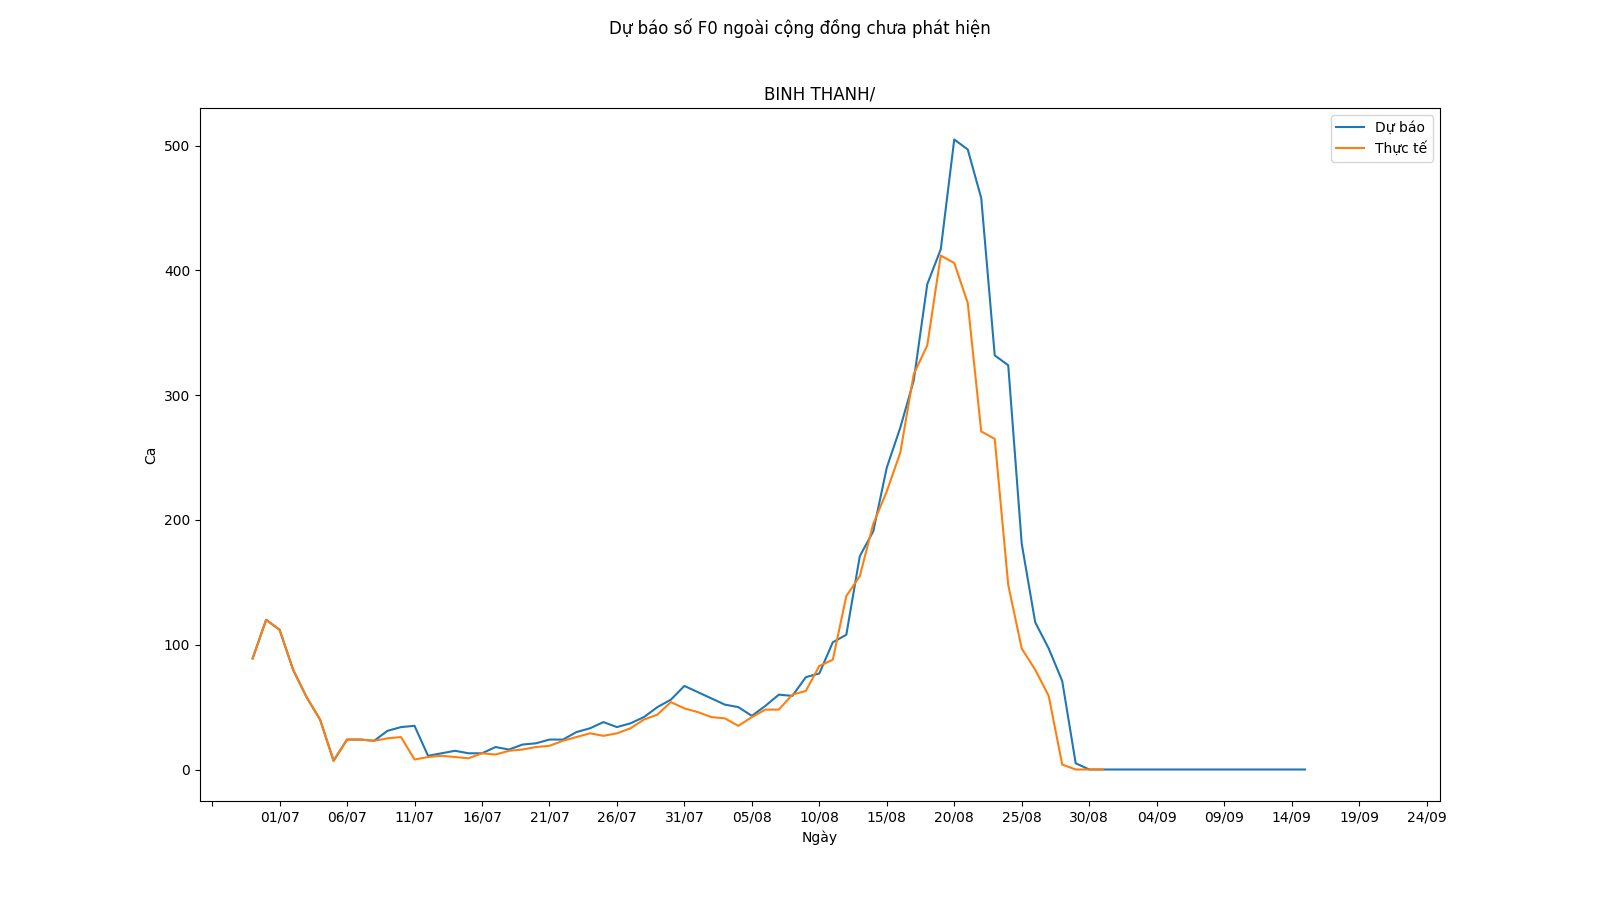 Dự báo số F0 ngoài cộng đồng chưa phát hiện
BINH THANH/
Dự báo
Thực tế
500
400
300
200
100
0
Ca
01/07 06/07 11/07 16/07 21/07 26/07 31/07 05/08 10/08 15/08 20/08 25/08 30/08 04/09 09/09 14/09 19/09 24/09
Ngày